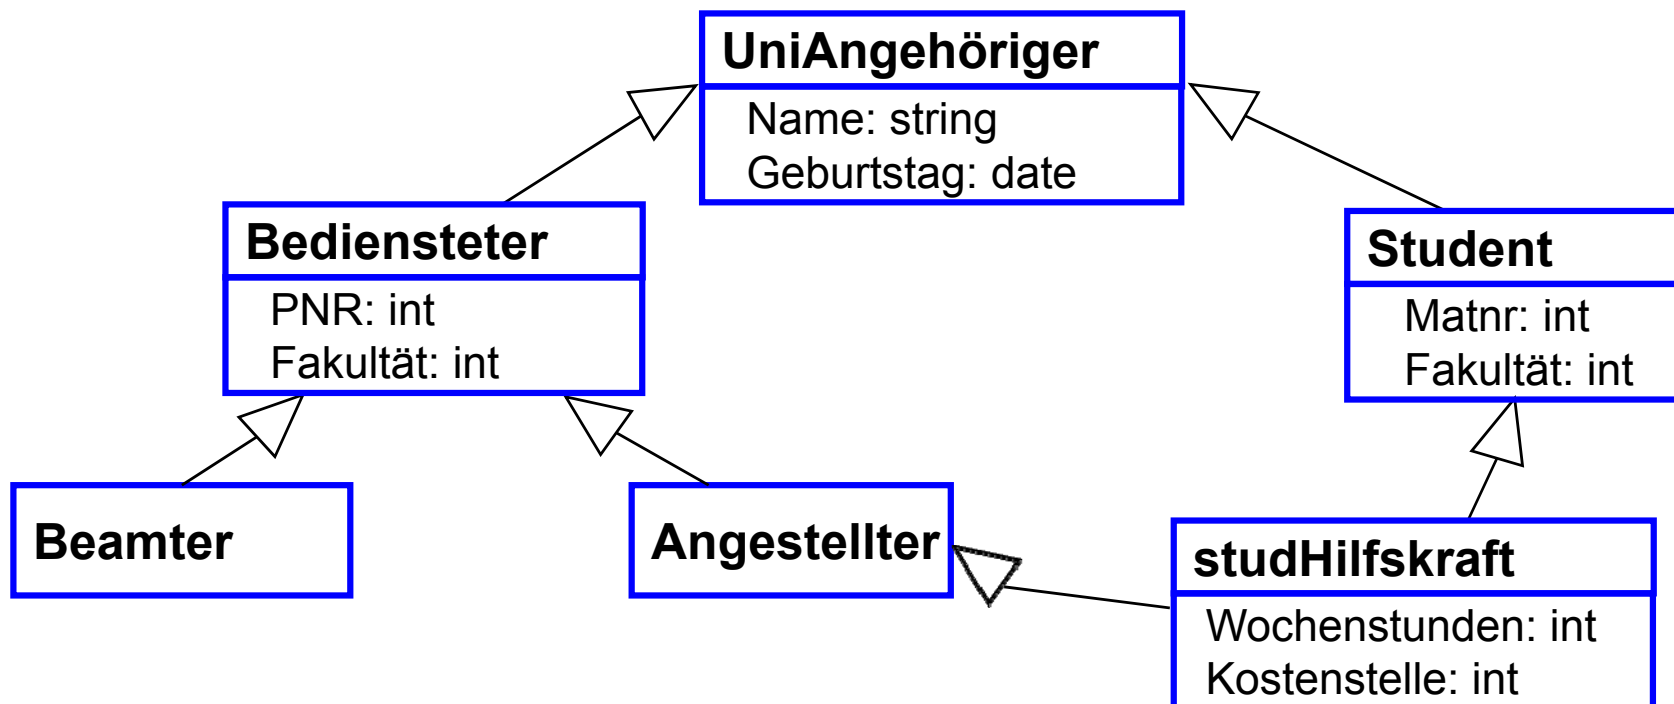 UniAngehöriger
Name: string
Geburtstag: date
Bediensteter
PNR: int
Fakultät: int
Student
Matnr: int
Fakultät: int
Beamter
Angestellter
studHilfskraft
Wochenstunden: int
Kostenstelle: int